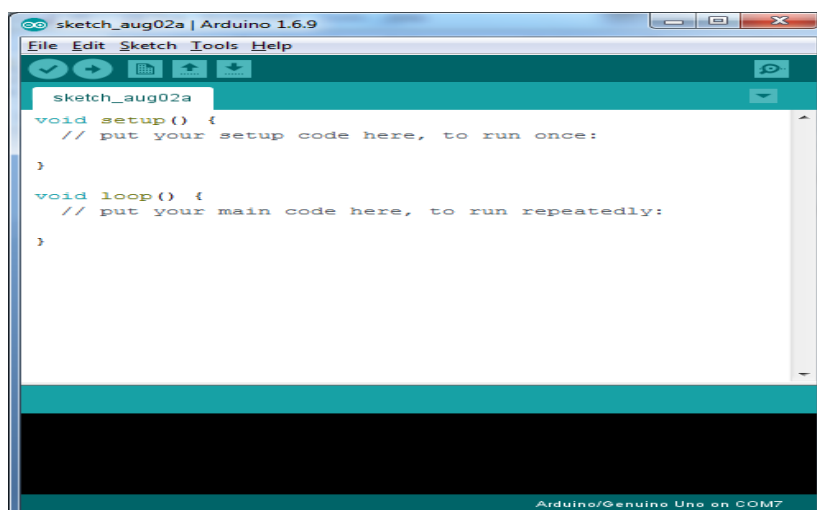 sketch_aug02a | Arduino 1.6.9
File Edit Sketch Tools Help
sketch_aug02a
void setup() {
  // put your setup code here, to run once:
}
void loop() {
  // put your main code here, to run repeatedly:
}
Arduino/Genuino Uno on COM7